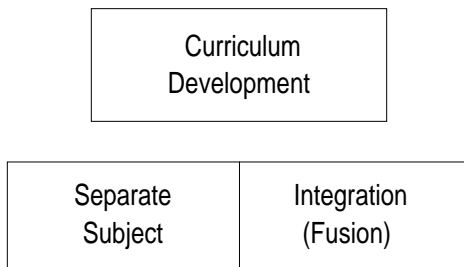 Curriculum
Development
Separate
Subject
Integration
(Fusion)